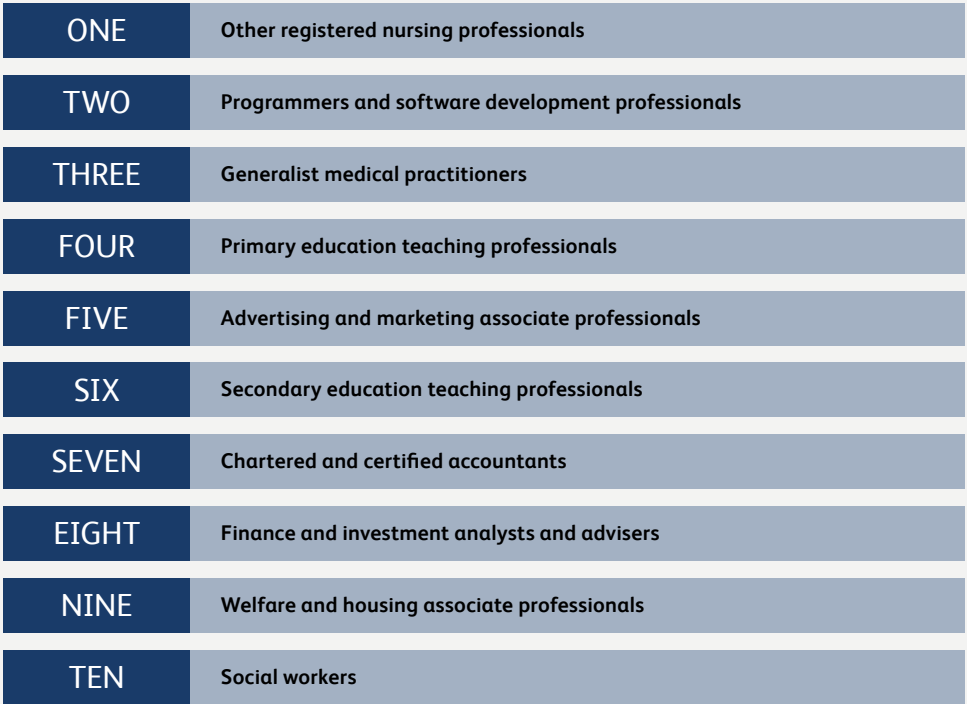 ONE Other registered nursing professionals
TWO Programmers and software development professionals
THREE Generalist medical practitioners
FOUR Primary education teaching professionals
FIVE Advertising and marketing associate professionals
SIX Secondary education teaching professionals
SEVEN Chartered and certified accountants
EIGHT Finance and investment analysts and advisers
NINE Welfare and housing associate professionals
TEN Social workers